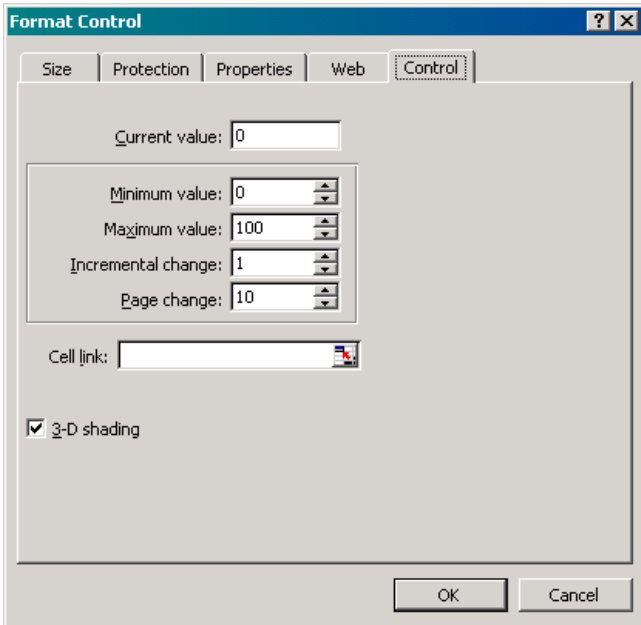 Format Control
Size Protection Properties Web Control
Current value: 0
Minimum value: 0
Maximum value: 100
Incremental change: 1
Page change: 10
Cell link:
3-D shading
OK Cancel